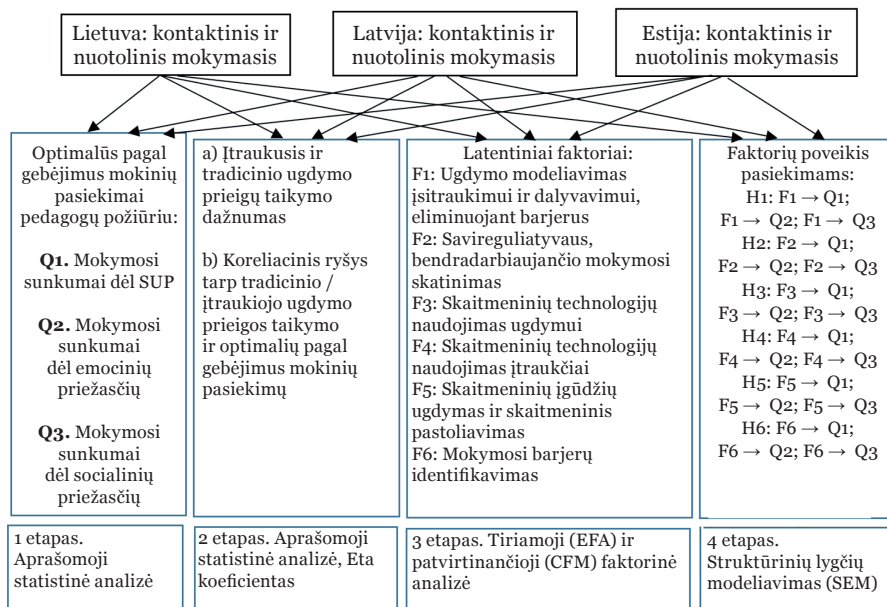 Lietuva: kontaktinis ir
nuotolinis mokymasis
Latvija: kontaktinis ir
nuotolinis mokymasis
Estija: kontaktinis ir
nuotolinis mokymasis
Optimalūs pagal
gebėjimus mokinių
pasiekimai
pedagogų požiūriu:
Q1. Mokymosi
sunkumai dėl SUP
Q2. Mokymosi
sunkumai
dėl emocinių
priežasčių
Q3. Mokymosi
sunkumai
dėl socialinių
priežasčių
a) Įtraukusis ir
tradicinio ugdymo
prieigų taikymo
dažnumas
b) Koreliacinis ryšys
tarp tradicinio /
įtraukiojo ugdymo
prieigos taikymo
ir optimalių pagal
gebėjimus mokinių
pasiekimų
Latentiniai faktoriai:
F1: Ugdymo modeliavimas
įsitraukimui ir dalyvavimui,
eliminuojant barjerus
F2: Savireguliatyvaus,
bendradarbiaujančio mokymosi
skatinimas
F3: Skaitmeninių technologijų
naudojimas ugdymui
F4: Skaitmeninių technologijų
naudojimas įtraukčiai
F5: Skaitmeninių įgūdžių
ugdymas ir skaitmeninis
pastoliavimas
F6: Mokymosi barjerų
identifikavimas
Faktorių poveikis
pasiekimams:
H1: F1 → Q1;
F1 → Q2; F1 → Q3
H2: F2 → Q1;
F2 → Q2; F2 → Q3
H3: F3 → Q1;
F3 → Q2; F3 → Q3
H4: F4 → Q1;
F4 → Q2; F4 → Q3
H5: F5 → Q1;
F5 → Q2; F5 → Q3
H6: F6 → Q1;
F6 → Q2; F6 → Q3
1 etapas.
Aprašomoji
statistinė analizė
2 etapas. Aprašomoji
statistinė analizė, Eta
koeficientas
3 etapas. Tiriamoji (EFA) ir
patvirtinančioji (CFM) faktorinė
analizė
4 etapas.
Struktūrinių lygčių
modeliavimas (SEM)